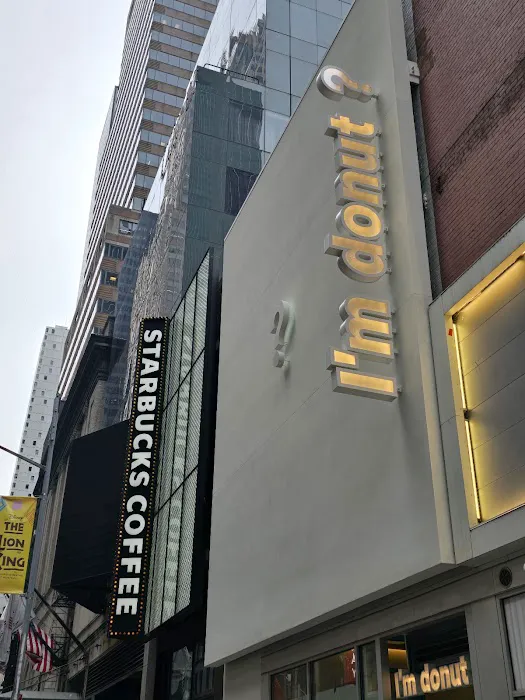 I'm donut ?
?
STARBUCKS COFFEE
THE
LION
KING
I'm donut